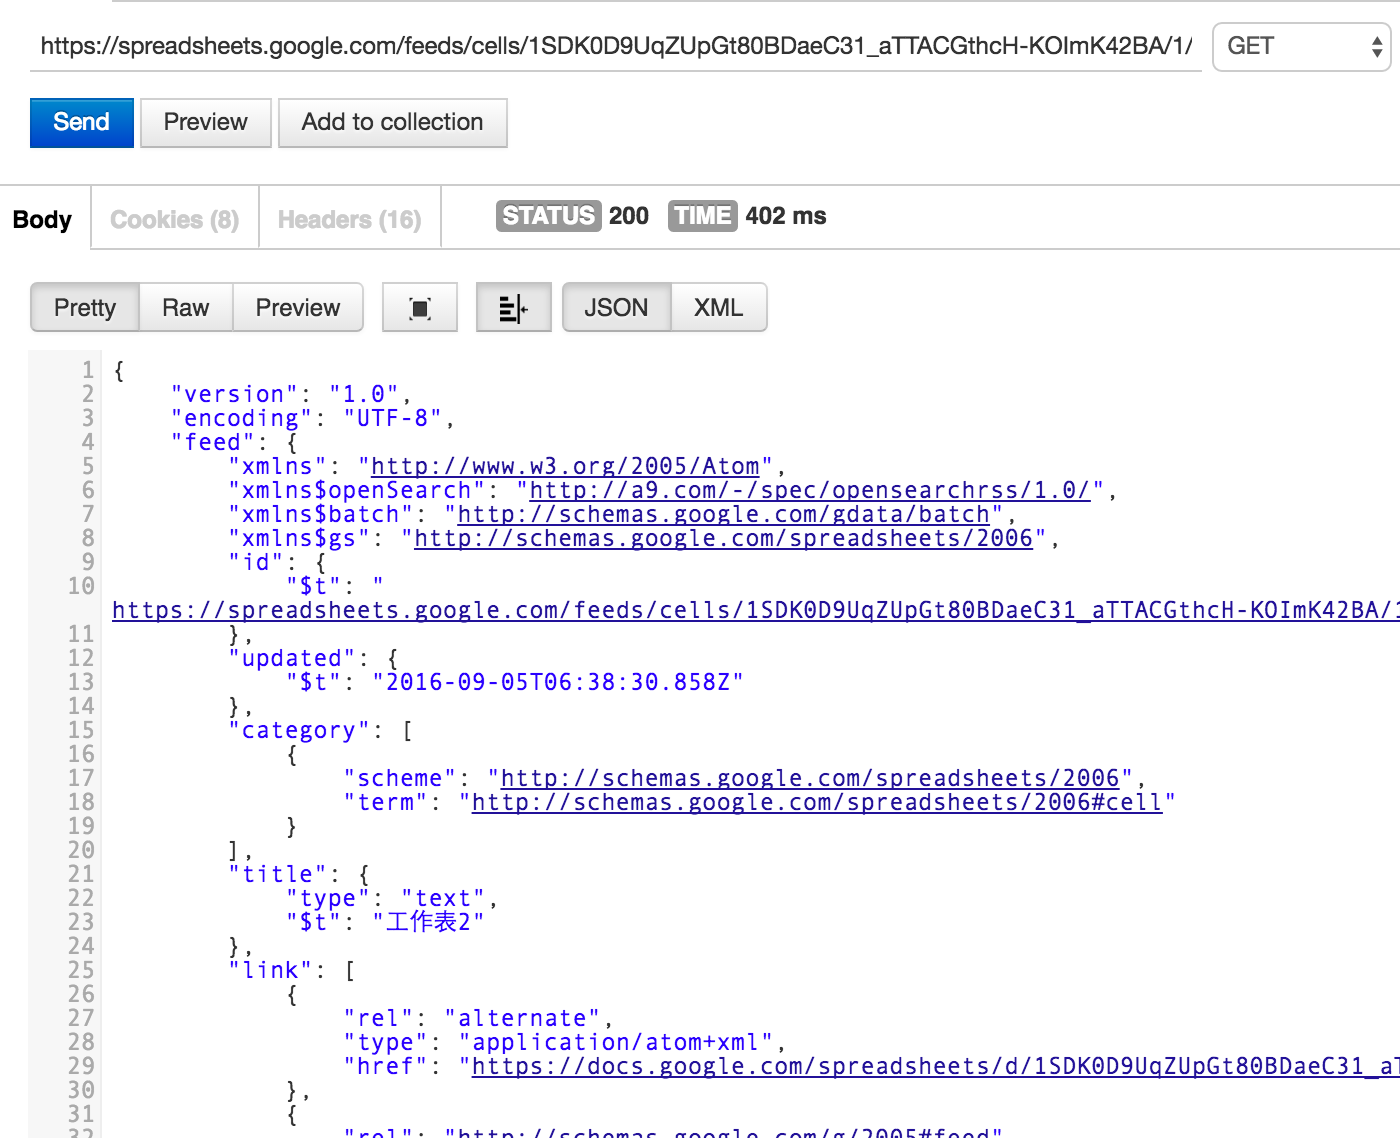 https://spreadsheets.google.com/feeds/cells/1SDK0D9UqZUpGt80BDaeC31_aTTACGthcH-KOImK42BA/1/ GET
Send Preview Add to collection
Body Cookies (8) Headers (16) STATUS 200 TIME 402 ms
Pretty Raw Preview JSON XML
1 {
2 "version": "1.0",
3 "encoding": "UTF-8",
4 "feed": {
5 "xmlns": "http://www.w3.org/2005/Atom",
6 "xmlns$openSearch": "http://a9.com/-/spec/opensearchrss/1.0/",
7 "xmlns$batch": "http://schemas.google.com/gdata/batch",
8 "xmlns$gs": "http://schemas.google.com/spreadsheets/2006",
9 "id": {
10 "$t": "
https://spreadsheets.google.com/feeds/cells/1SDK0D9UqZUpGt80BDaeC31_aTTACGthcH-KOImK42BA/1
11 },
12 "updated": {
13 "$t": "2016-09-05T06:38:30.858Z"
14 },
15 "category": [
16 {
17 "scheme": "http://schemas.google.com/spreadsheets/2006",
18 "term": "http://schemas.google.com/spreadsheets/2006#cell"
19 }
20 ],
21 "title": {
22 "type": "text",
23 "$t": "工作表2"
24 },
25 "link": [
26 {
27 "rel": "alternate",
28 "type": "application/atom+xml",
29 "href": "https://docs.google.com/spreadsheets/d/1SDK0D9UqZUpGt80BDaeC31_aT
30 },
31 {
32 "rel": "http://schemas.google.com/g/2005#feed"